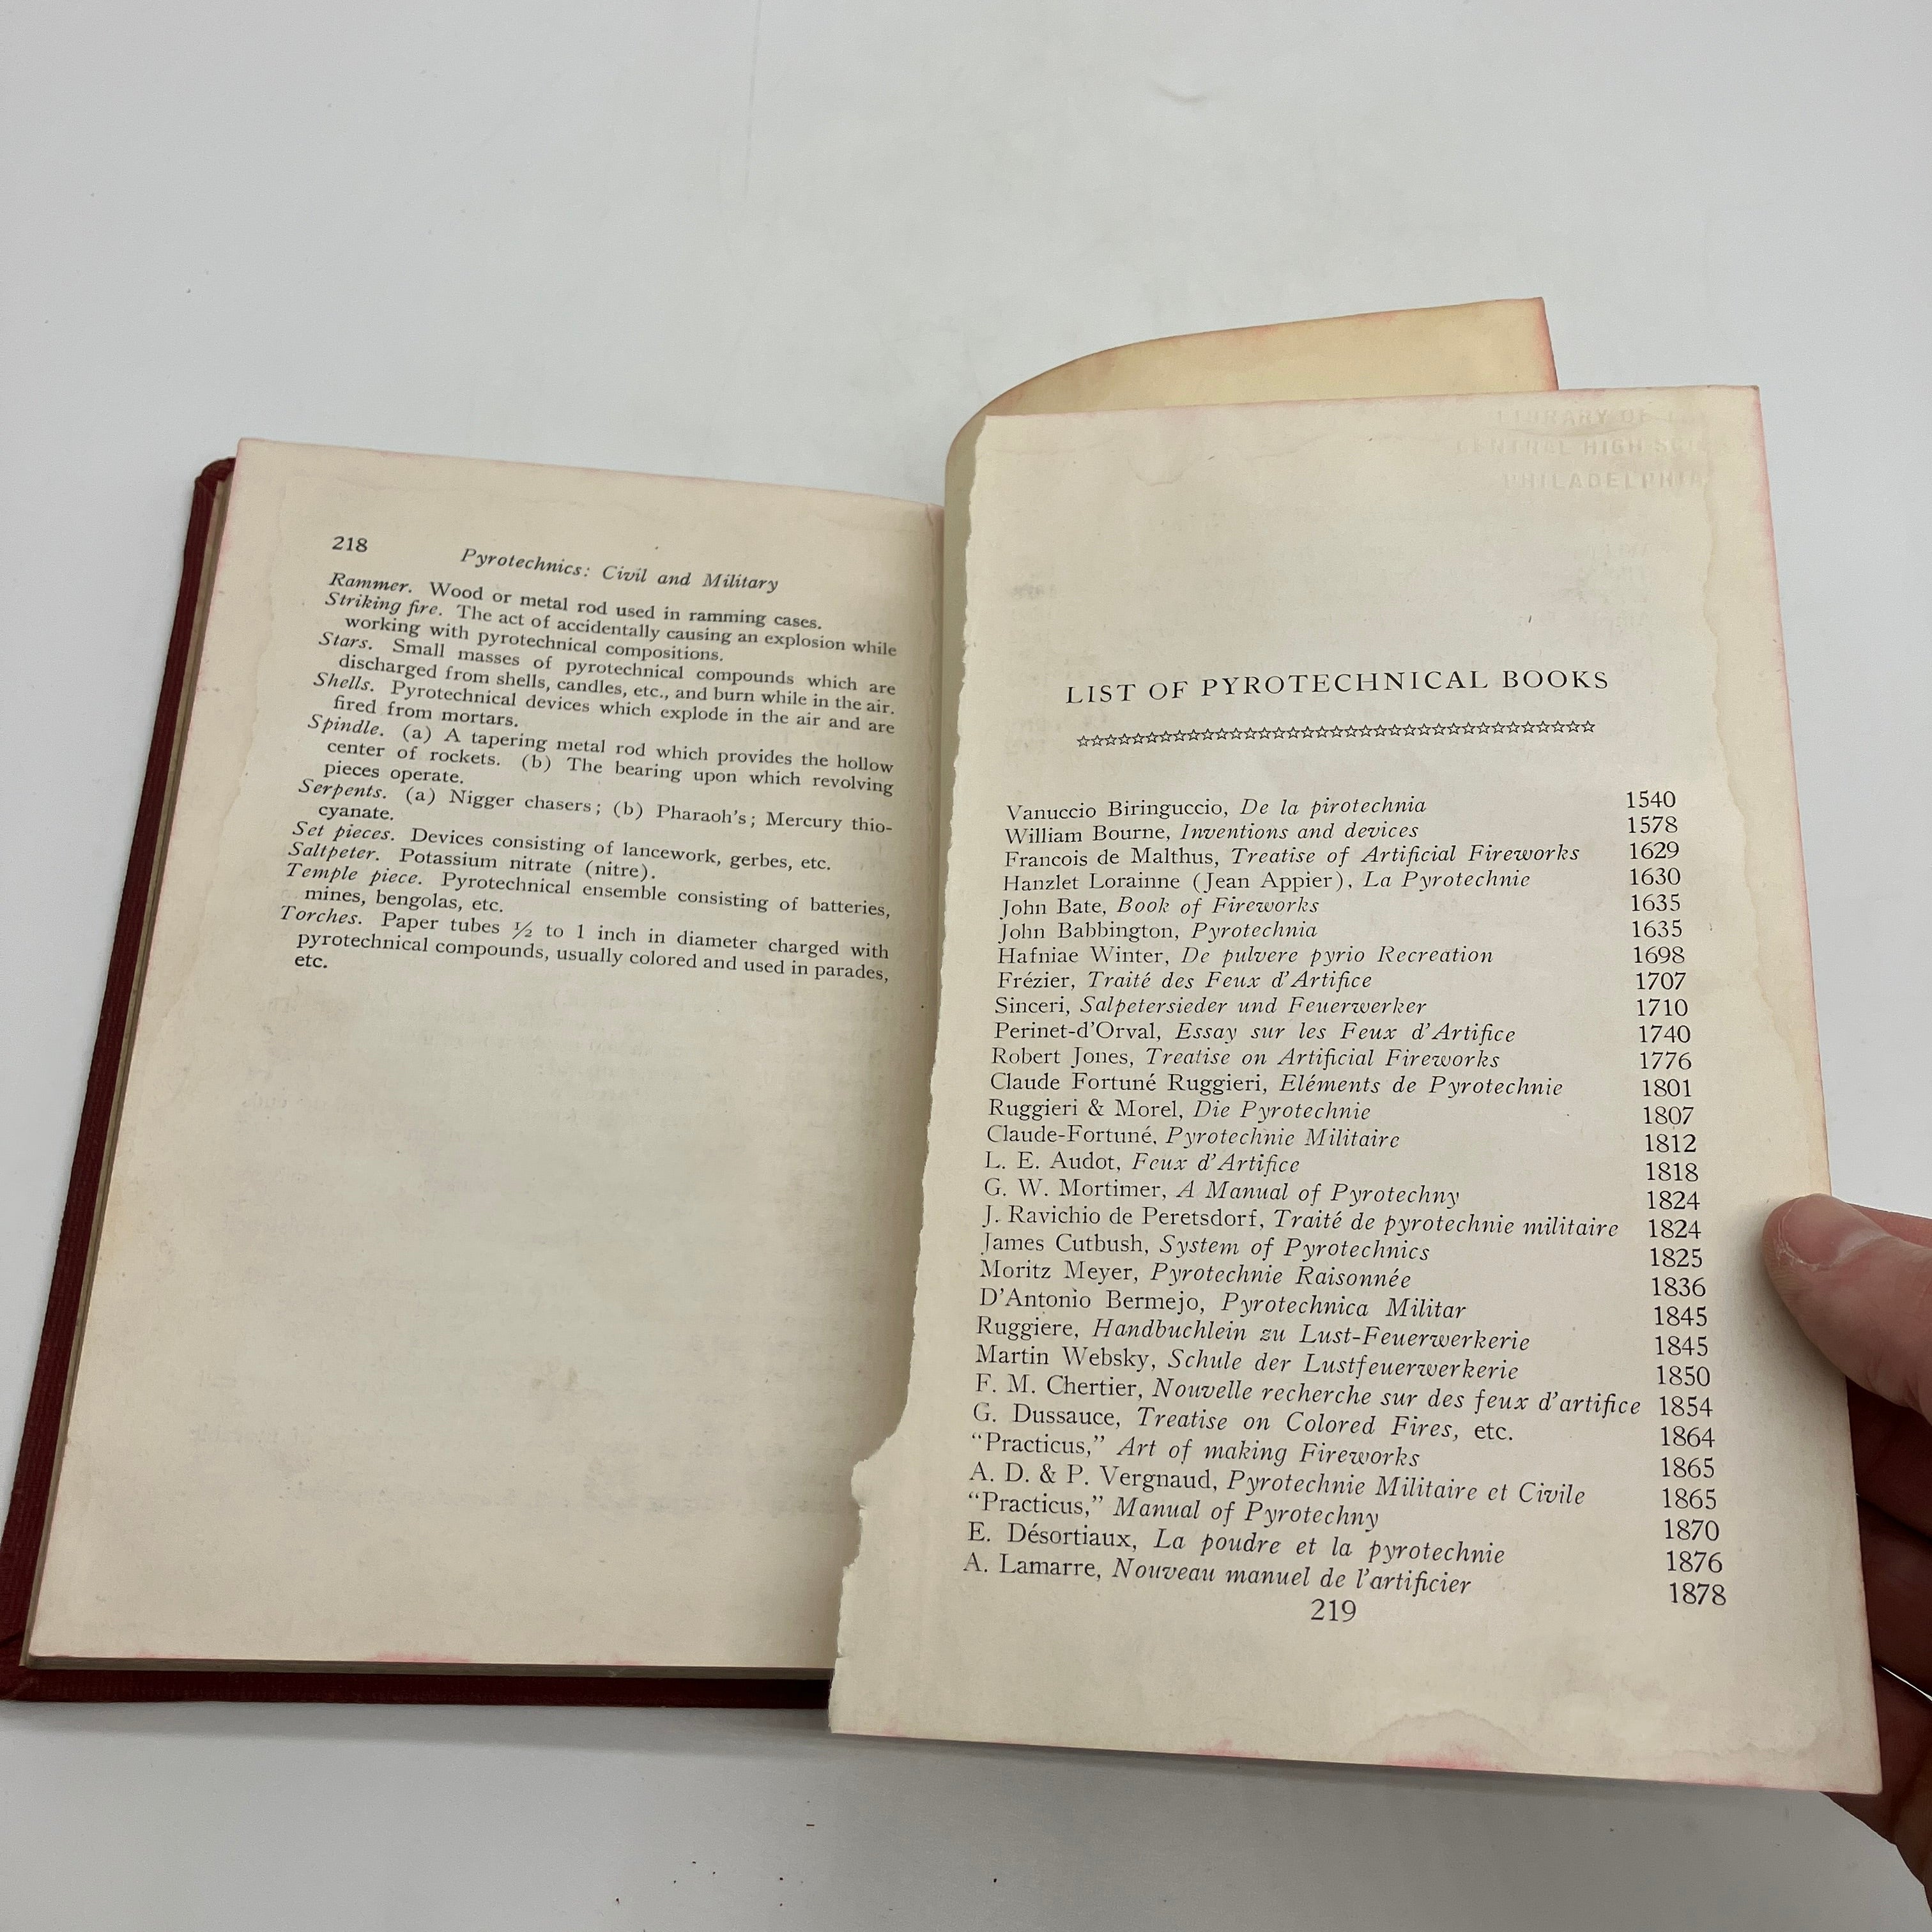 218
Pyrotechnics: Civil and Military
Rammer. Wood or metal rod used in ramming cases.
Striking fire. The act of accidentally causing an explosion while
working with pyrotechnical compositions.
Stars. Small masses of pyrotechnical compounds which are
discharged from shells, candles, etc., and burn while in the air.
Shells. Pyrotechnical devices which explode in the air and are
fired from mortars.
Spindle. (a) A tapering metal rod which provides the hollow
center of rockets. (b) The bearing upon which revolving
pieces operate.
Serpents. (a) Nigger chasers; (b) Pharaoh's; Mercury thio-
cyanate.
Set pieces. Devices consisting of lancework, gerbes, etc.
Saltpeter. Potassium nitrate (nitre).
Temple piece. Pyrotechnical ensemble consisting of batteries,
mines, bengolas, etc.
Torches. Paper tubes ½ to 1 inch in diameter charged with
pyrotechnical compounds, usually colored and used in parades,
etc.
LIBRARY OF
CENTRAL HIGH
PHILADELPHIA
LIST OF PYROTECHNICAL BOOKS
☆☆☆☆☆☆☆☆☆☆☆☆☆☆☆☆☆☆☆☆☆☆☆☆☆☆☆☆☆☆☆☆☆☆☆☆☆
Vanuccio Biringuccio, De la pirotechnia 1540
William Bourne, Inventions and devices 1578
Francois de Malthus, Treatise of Artificial Fireworks 1629
Hanzlet Lorainne (Jean Appier), La Pyrotechnie 1630
John Bate, Book of Fireworks 1635
John Babbington, Pyrotechnia 1635
Hafniae Winter, De pulvere pyrio Recreation 1698
Frézier, Traité des Feux d'Artifice 1707
Sinceri, Salpetersieder und Feuerwerker 1710
Perinet-d'Orval, Essay sur les Feux d'Artifice 1740
Robert Jones, Treatise on Artificial Fireworks 1776
Claude Fortuné Ruggieri, Eléments de Pyrotechnie 1801
Ruggieri & Morel, Die Pyrotechnie 1807
Claude-Fortuné, Pyrotechnie Militaire 1812
L. E. Audot, Feux d'Artifice 1818
G. W. Mortimer, A Manual of Pyrotechny 1824
J. Ravichio de Peretsdorf, Traité de pyrotechnie militaire 1824
James Cutbush, System of Pyrotechnics 1825
Moritz Meyer, Pyrotechnie Raisonnée 1836
D'Antonio Bermejo, Pyrotechnica Militar 1845
Ruggiere, Handbuchlein zu Lust-Feuerwerkerie 1845
Martin Websky, Schule der Lustfeuerwerkerie 1850
F. M. Chertier, Nouvelle recherche sur des feux d'artifice 1854
G. Dussauce, Treatise on Colored Fires, etc. 1864
"Practicus," Art of making Fireworks 1865
A. D. & P. Vergnaud, Pyrotechnie Militaire et Civile 1865
"Practicus," Manual of Pyrotechny 1870
E. Désortiaux, La poudre et la pyrotechnie 1876
A. Lamarre, Nouveau manuel de l'artificier 1878
219